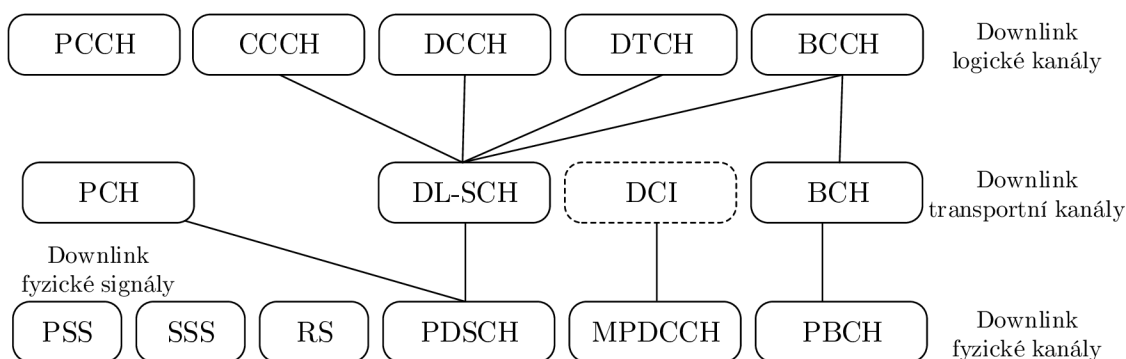 PCCH CCCH DCCH DTCH BCCH
Downlink
logické kanály
PCH DL-SCH DCI BCH
Downlink
transportní kanály
Downlink
fyzické signály
PSS SSS RS PDSCH MPDCCH PBCH
Downlink
fyzické kanály